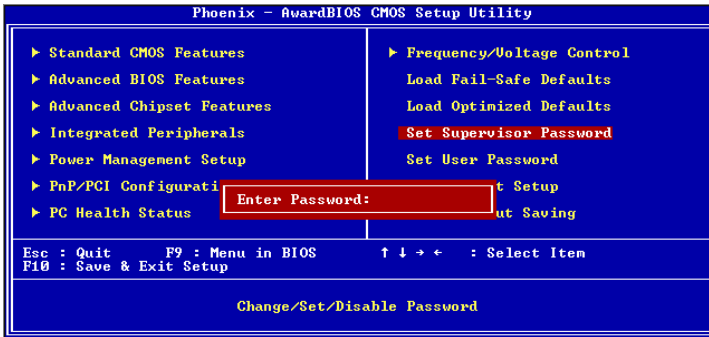 Phoenix - AwardBIOS CMOS Setup Utility
▶ Standard CMOS Features
▶ Advanced BIOS Features
▶ Advanced Chipset Features
▶ Integrated Peripherals
▶ Power Management Setup
▶ PnP/PCI Configurati
▶ PC Health Status
▶ Frequency/Voltage Control
Load Fail-Safe Defaults
Load Optimized Defaults
Set Supervisor Password
Set User Password
t Setup
ut Saving
Enter Password:
Esc : Quit F9 : Menu in BIOS ↑ ↓ → ← : Select Item
F10 : Save & Exit Setup
Change/Set/Disable Password